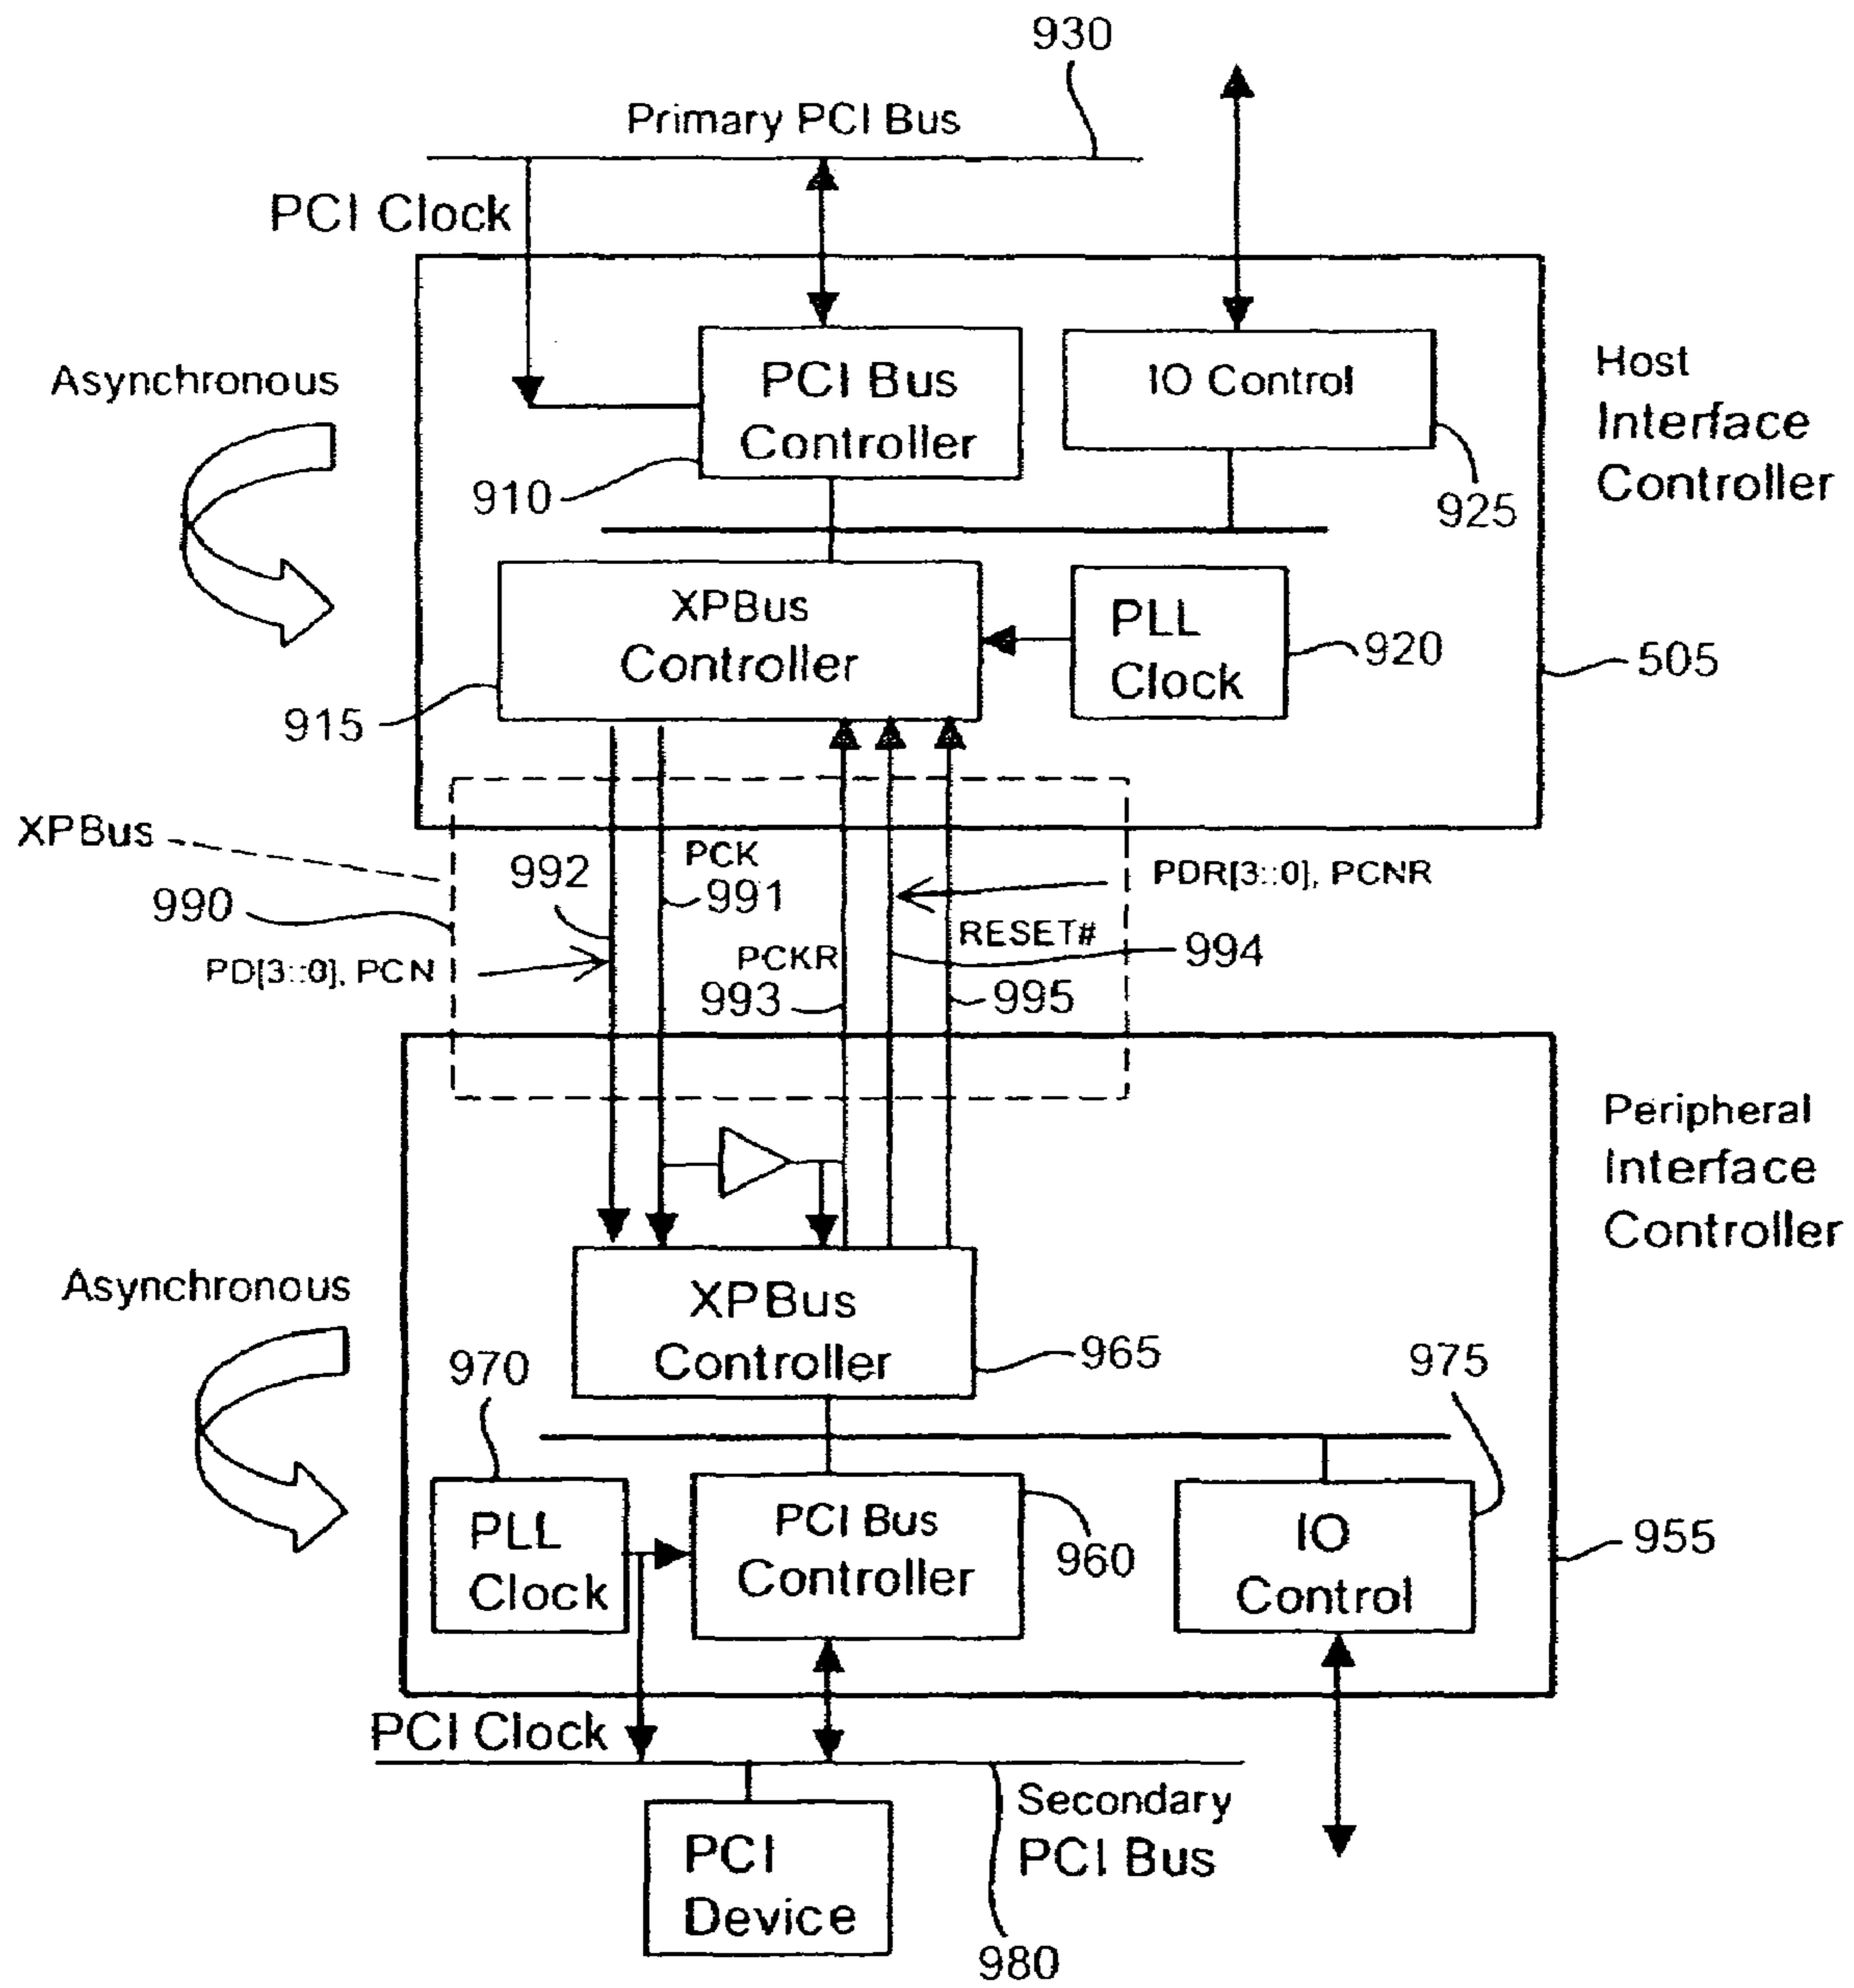 930
Primary PCI Bus
PCI Clock
Asynchronous
PCI Bus
Controller
IO Control
Host
Interface
Controller
910
925
XPBus
Controller
PLL
Clock
920
505
915
XPBus
990
992
PCK
991
PDR[3::0], PCNR
RESET#
994
PD[3::0], PCN
PCKR
993
995
Peripheral
Interface
Controller
Asynchronous
XPBus
Controller
965
970
975
PLL
Clock
PCI Bus
Controller
960
IO
Control
955
PCI Clock
Secondary
PCI Bus
PCI
Device
980